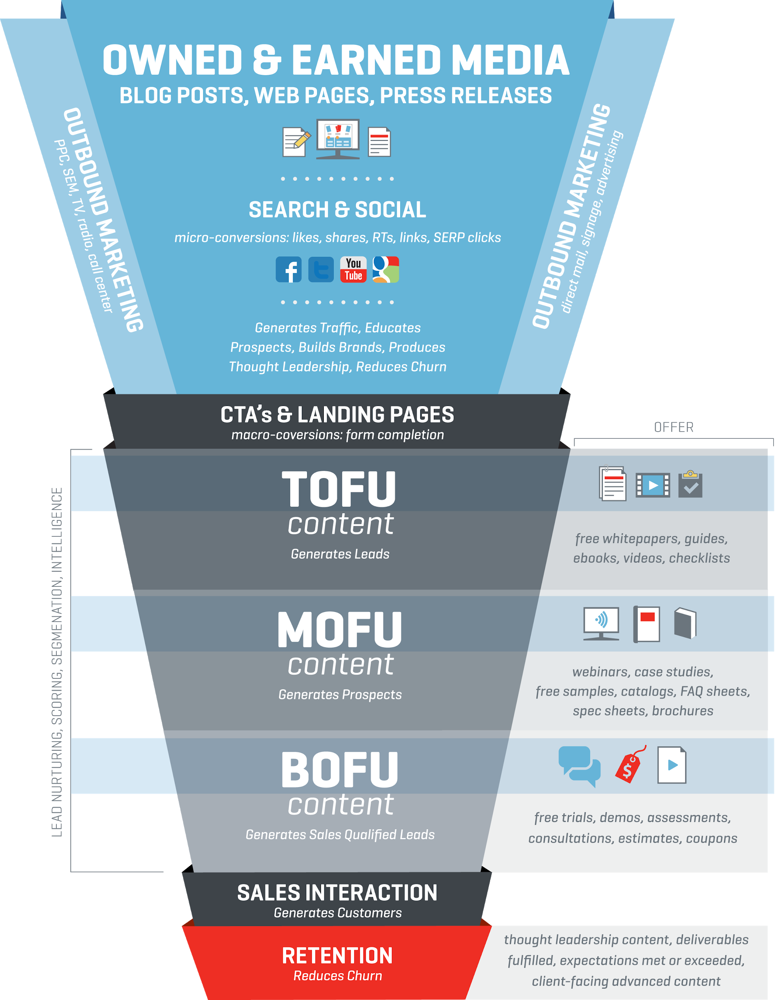 OWNED & EARNED MEDIA
BLOG POSTS, WEB PAGES, PRESS RELEASES
OUTBOUND MARKETING
PPC, SEM, TV, radio, call center
OUTBOUND MARKETING
direct mail, signage, advertising
SEARCH & SOCIAL
micro-conversions: likes, shares, RTs, links, SERP clicks
f
t
You
Tube
g
Generates Traffic, Educates
Prospects, Builds Brands, Produces
Thought Leadership, Reduces Churn
CTA's & LANDING PAGES
macro-coversions: form completion
OFFER
LEAD NURTURING, SCORING, SEGMENATION, INTELLIGENCE
TOFU
content
Generates Leads
free whitepapers, guides,
ebooks, videos, checklists
MOFU
content
Generates Prospects
webinars, case studies,
free samples, catalogs, FAQ sheets,
spec sheets, brochures
BOFU
content
Generates Sales Qualified Leads
$
free trials, demos, assessments,
consultations, estimates, coupons
SALES INTERACTION
Generates Customers
RETENTION
Reduces Churn
thought leadership content, deliverables
fulfilled, expectations met or exceeded,
client-facing advanced content